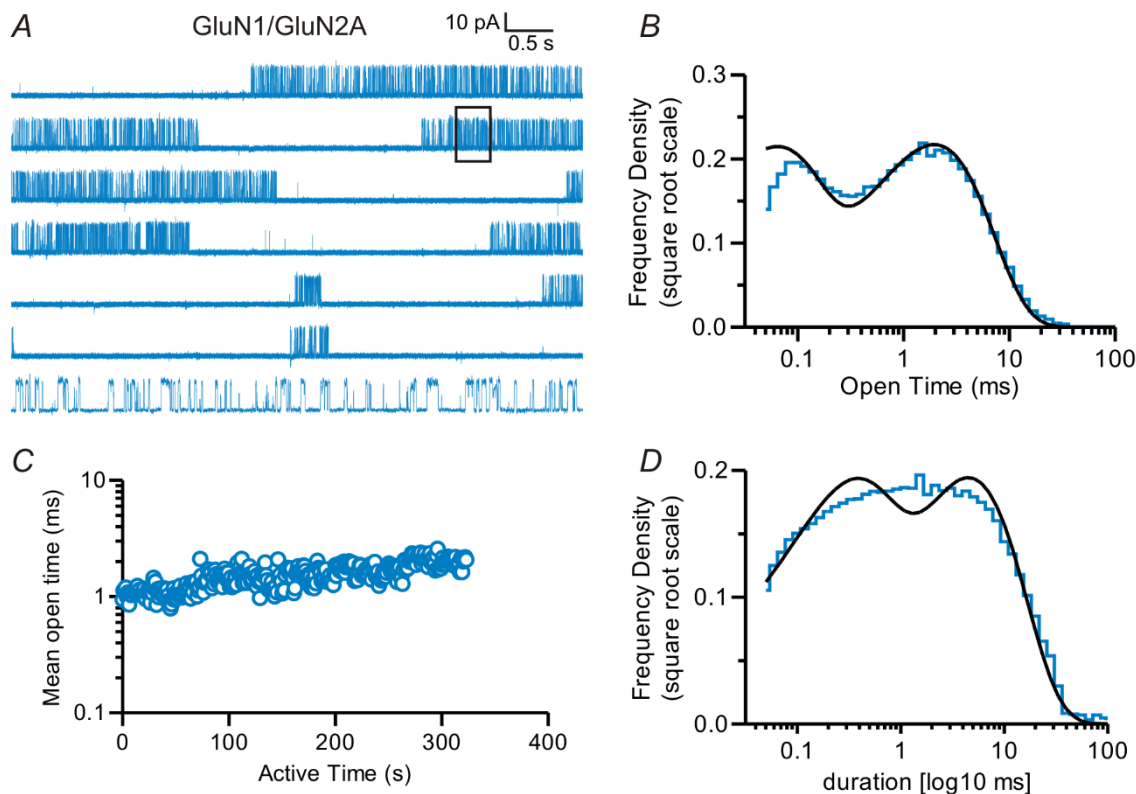 A
GluN1/GluN2A
10 pA
0.5 s
B
Frequency Density
(square root scale)
0.3
0.2
0.1
0.0
0.1 1 10 100
Open Time (ms)
C
Mean open time (ms)
10
1
0.1
0 100 200 300 400
Active Time (s)
D
Frequency Density
(square root scale)
0.2
0.1
0.0
0.1 1 10 100
duration [log10 ms]